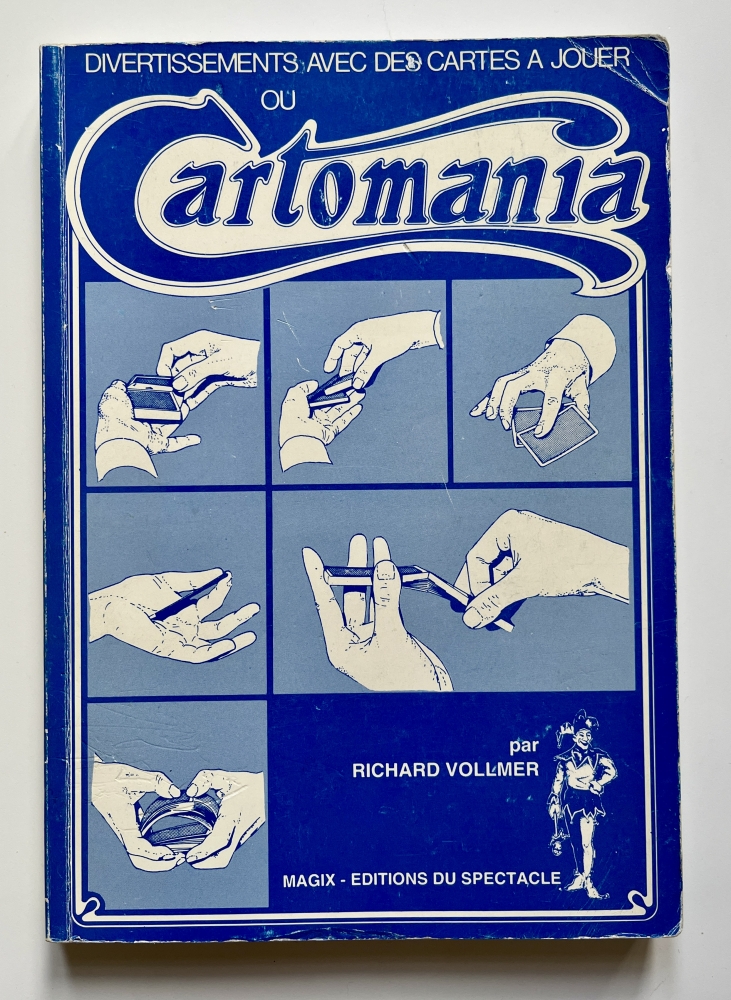 DIVERTISSEMENTS AVEC DES CARTES A JOUER
OU
Cartomania
par
RICHARD VOLLMER
MAGIX - EDITIONS DU SPECTACLE